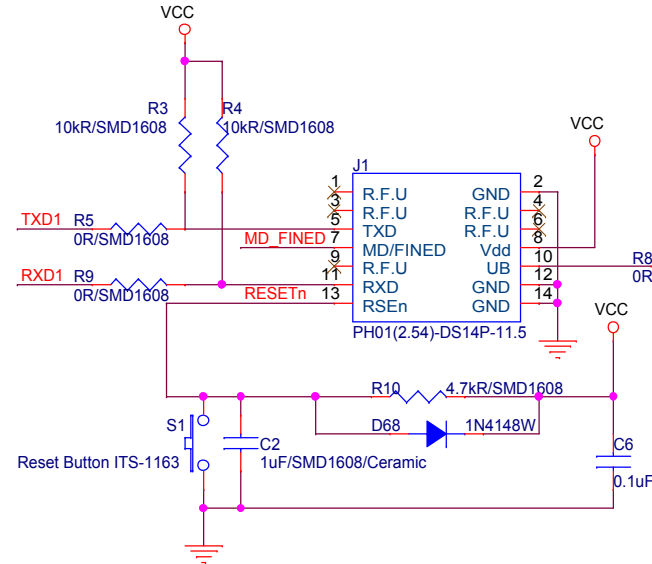 VCC
R3
R4
10kR/SMD1608
10kR/SMD1608
VCC
J1
1
R.F.U
GND
2
3
R.F.U
R.F.U
4
TXD1
R5
5
TXD
R.F.U
6
0R/SMD1608
MD_FINED
7
MD/FINED
Vdd
8
9
R.F.U
UB
10
R8
RXD1
R9
11
RXD
GND
12
0R
0R/SMD1608
RESETn
13
RSEn
GND
14
PH01(2.54)-DS14P-11.5
VCC
R10
4.7kR/SMD1608
S1
D68
1N4148W
C2
C6
Reset Button ITS-1163
1uF/SMD1608/Ceramic
0.1uF